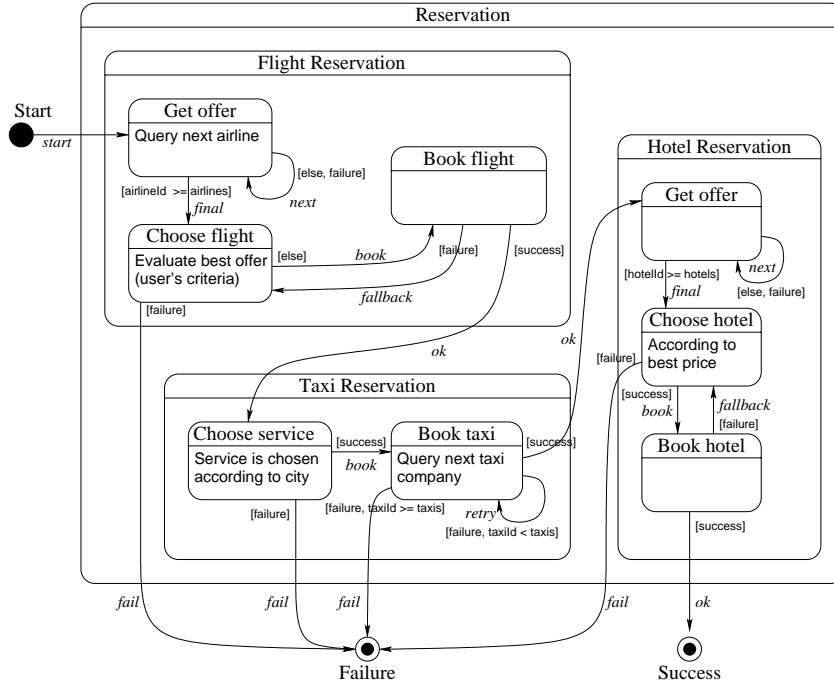 Reservation
Flight Reservation
Start
start
Get offer
Query next airline
[else, failure]
next
[airlineId >= airlines]
final
Choose flight
Evaluate best offer
(user's criteria)
[else]
book
Book flight
[failure]
[success]
fallback
[failure]
ok
Taxi Reservation
Choose service
Service is chosen
according to city
[success]
book
[failure]
Book taxi
Query next taxi
company
[success]
ok
[failure, taxiId >= taxis]
retry
[failure, taxiId < taxis]
Hotel Reservation
Get offer
next
[else, failure]
[hotelId >= hotels]
final
Choose hotel
According to
best price
[failure]
[success]
book
fallback
[failure]
Book hotel
[success]
fail
fail
fail
fail
ok
Failure
Success